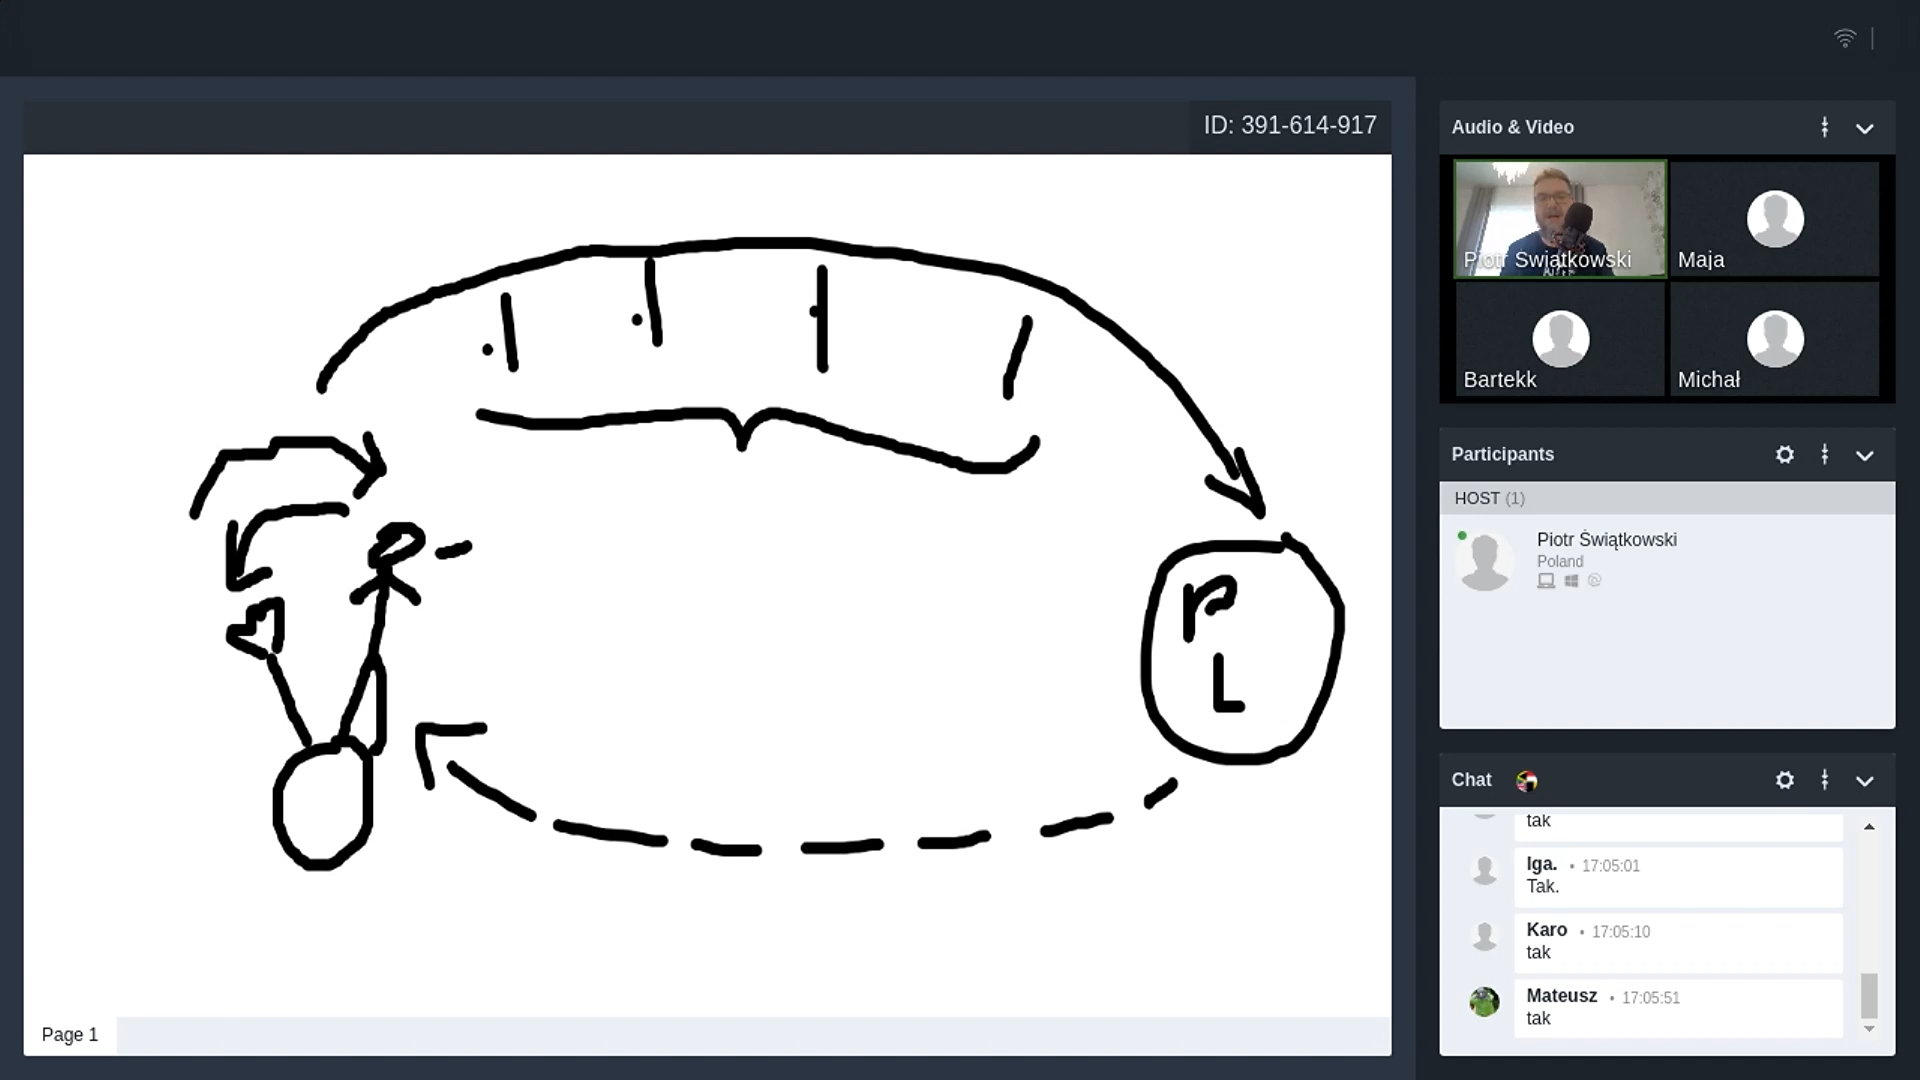 ID: 391-614-917
P
L
Page 1
Audio & Video
Piotr Świątkowski
Maja
Bartekk
Michał
Participants
HOST (1)
Piotr Świątkowski
Poland
Chat
tak
Iga. • 17:05:01
Tak.
Karo • 17:05:10
tak
Mateusz • 17:05:51
tak